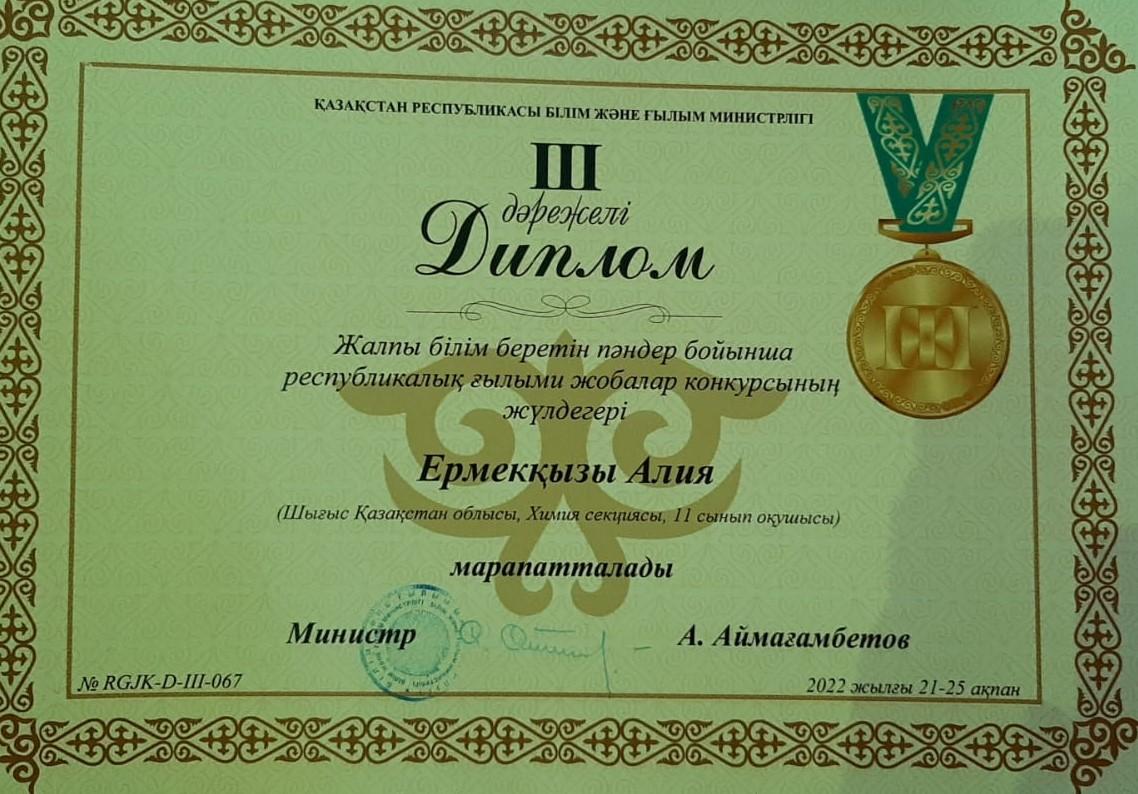 ҚАЗАҚСТАН РЕСПУБЛИКАСЫ БІЛІМ ЖӘНЕ ҒЫЛЫМ МИНИСТРЛІГІ
III
дәрежелі
Диплом
III
Жалпы білім беретін пәндер бойынша
республикалық ғылыми жобалар конкурсының
жүлдегері
Ермекқызы Алия
(Шығыс Қазақстан облысы, Химия секциясы, 11 сынып оқушысы)
марапатталады
Министр А. Аймағамбетов
№ RGJK-D-III-067 2022 жылғы 21-25 ақпан